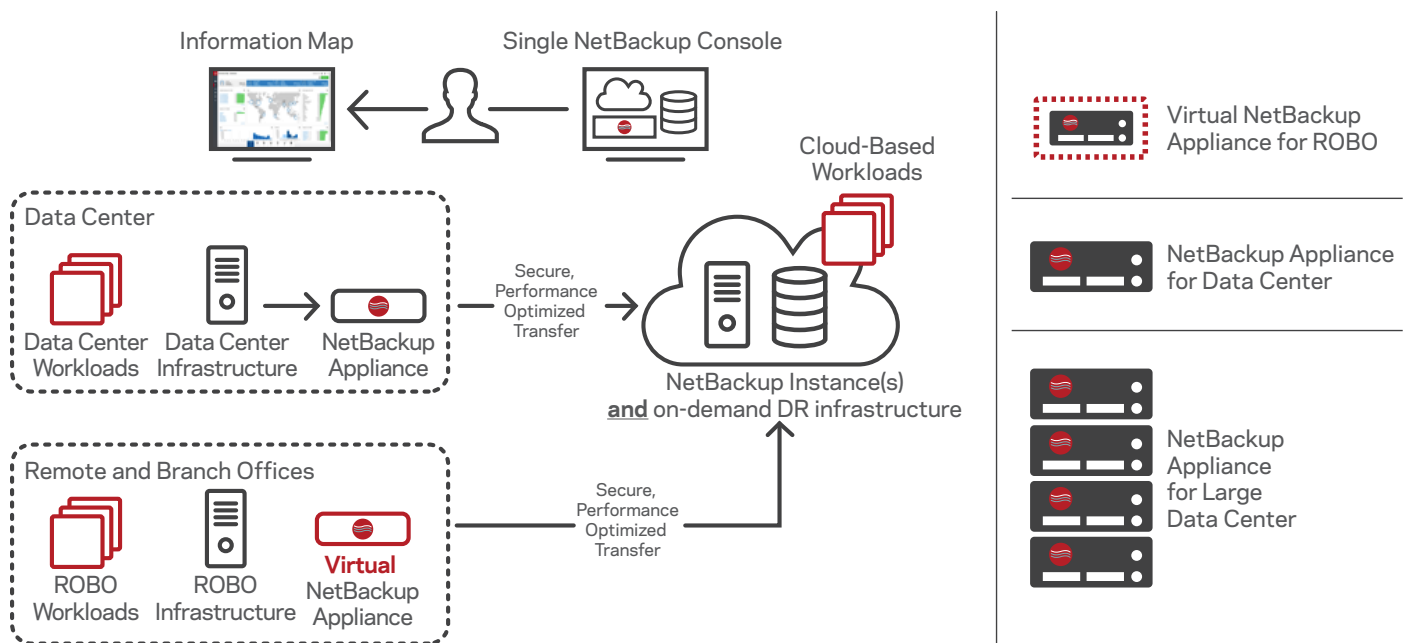 Information Map
Single NetBackup Console
Cloud-Based
Workloads
Data Center
Data Center
Workloads
Data Center
Infrastructure
NetBackup
Appliance
Secure,
Performance
Optimized
Transfer
NetBackup Instance(s)
and on-demand DR infrastructure
Remote and Branch Offices
ROBO
Workloads
ROBO
Infrastructure
Virtual
NetBackup
Appliance
Secure,
Performance
Optimized
Transfer
Virtual NetBackup
Appliance for ROBO
NetBackup Appliance
for Data Center
NetBackup
Appliance
for Large
Data Center